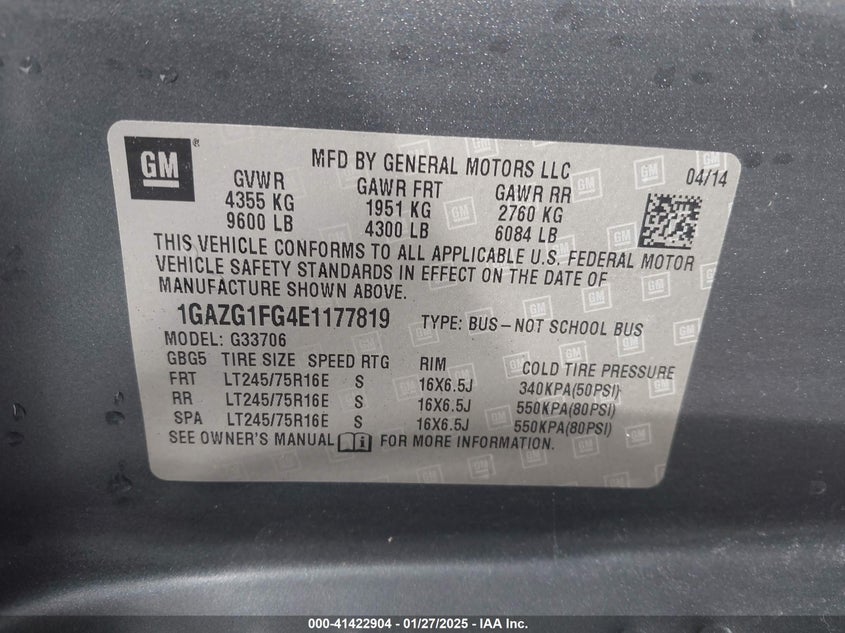 GM ®
MFD BY GENERAL MOTORS LLC
04/14
GVWR GAWR FRT GAWR RR
4355 KG 1951 KG 2760 KG
9600 LB 4300 LB 6084 LB
THIS VEHICLE CONFORMS TO ALL APPLICABLE U.S. FEDERAL MOTOR
VEHICLE SAFETY STANDARDS IN EFFECT ON THE DATE OF
MANUFACTURE SHOWN ABOVE.
1GAZG1FG4E1177819 TYPE: BUS-NOT SCHOOL BUS
MODEL: G33706
GBG5 TIRE SIZE SPEED RTG RIM COLD TIRE PRESSURE
FRT LT245/75R16E S 16X6.5J 340KPA(50PSI)
RR LT245/75R16E S 16X6.5J 550KPA(80PSI)
SPA LT245/75R16E S 16X6.5J 550KPA(80PSI)
SEE OWNER'S MANUAL FOR MORE INFORMATION.
000-41422904 - 01/27/2025 - IAA Inc.